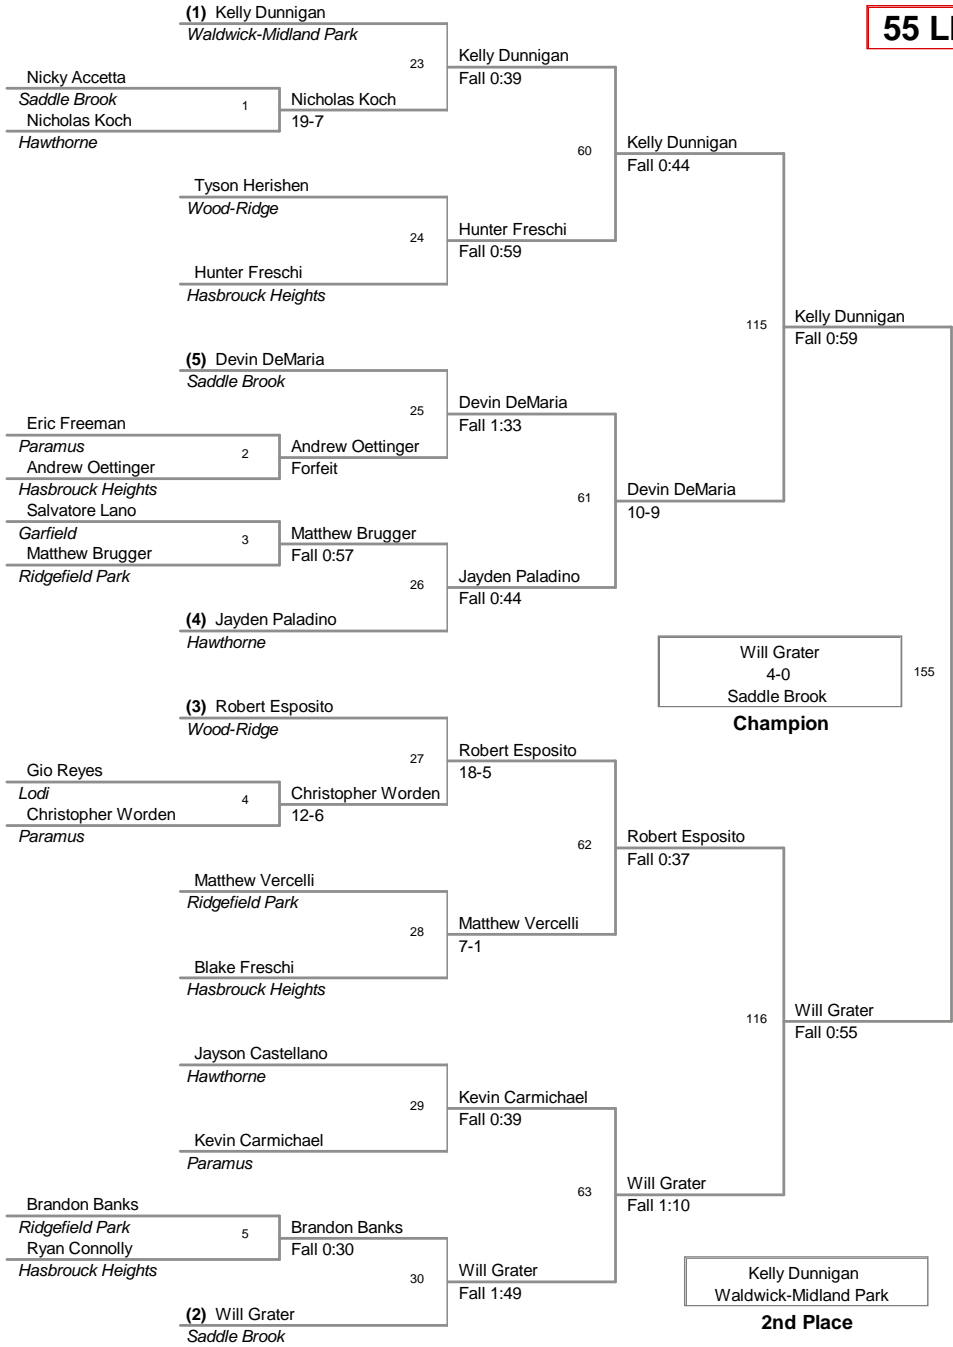 (1) Kelly Dunnigan
Waldwick-Midland Park
55 L
23
Kelly Dunnigan
Fall 0:39
Nicky Accetta
Saddle Brook
1
Nicholas Koch
19-7
Nicholas Koch
Hawthorne
60
Kelly Dunnigan
Fall 0:44
Tyson Herishen
Wood-Ridge
24
Hunter Freschi
Fall 0:59
Hunter Freschi
Hasbrouck Heights
115
Kelly Dunnigan
Fall 0:59
(5) Devin DeMaria
Saddle Brook
25
Devin DeMaria
Fall 1:33
Eric Freeman
Paramus
2
Andrew Oettinger
Forfeit
Andrew Oettinger
Hasbrouck Heights
61
Devin DeMaria
10-9
Salvatore Lano
Garfield
3
Matthew Brugger
Fall 0:57
Matthew Brugger
Ridgefield Park
26
Jayden Paladino
Fall 0:44
(4) Jayden Paladino
Hawthorne
Will Grater
4-0
Saddle Brook
Champion
155
(3) Robert Esposito
Wood-Ridge
27
Robert Esposito
18-5
Gio Reyes
Lodi
4
Christopher Worden
12-6
Christopher Worden
Paramus
62
Robert Esposito
Fall 0:37
Matthew Vercelli
Ridgefield Park
28
Matthew Vercelli
7-1
Blake Freschi
Hasbrouck Heights
116
Will Grater
Fall 0:55
Jayson Castellano
Hawthorne
29
Kevin Carmichael
Fall 0:39
Kevin Carmichael
Paramus
63
Will Grater
Fall 1:10
Brandon Banks
Ridgefield Park
5
Brandon Banks
Fall 0:30
Ryan Connolly
Hasbrouck Heights
30
Will Grater
Fall 1:49
(2) Will Grater
Saddle Brook
Kelly Dunnigan
Waldwick-Midland Park
2nd Place